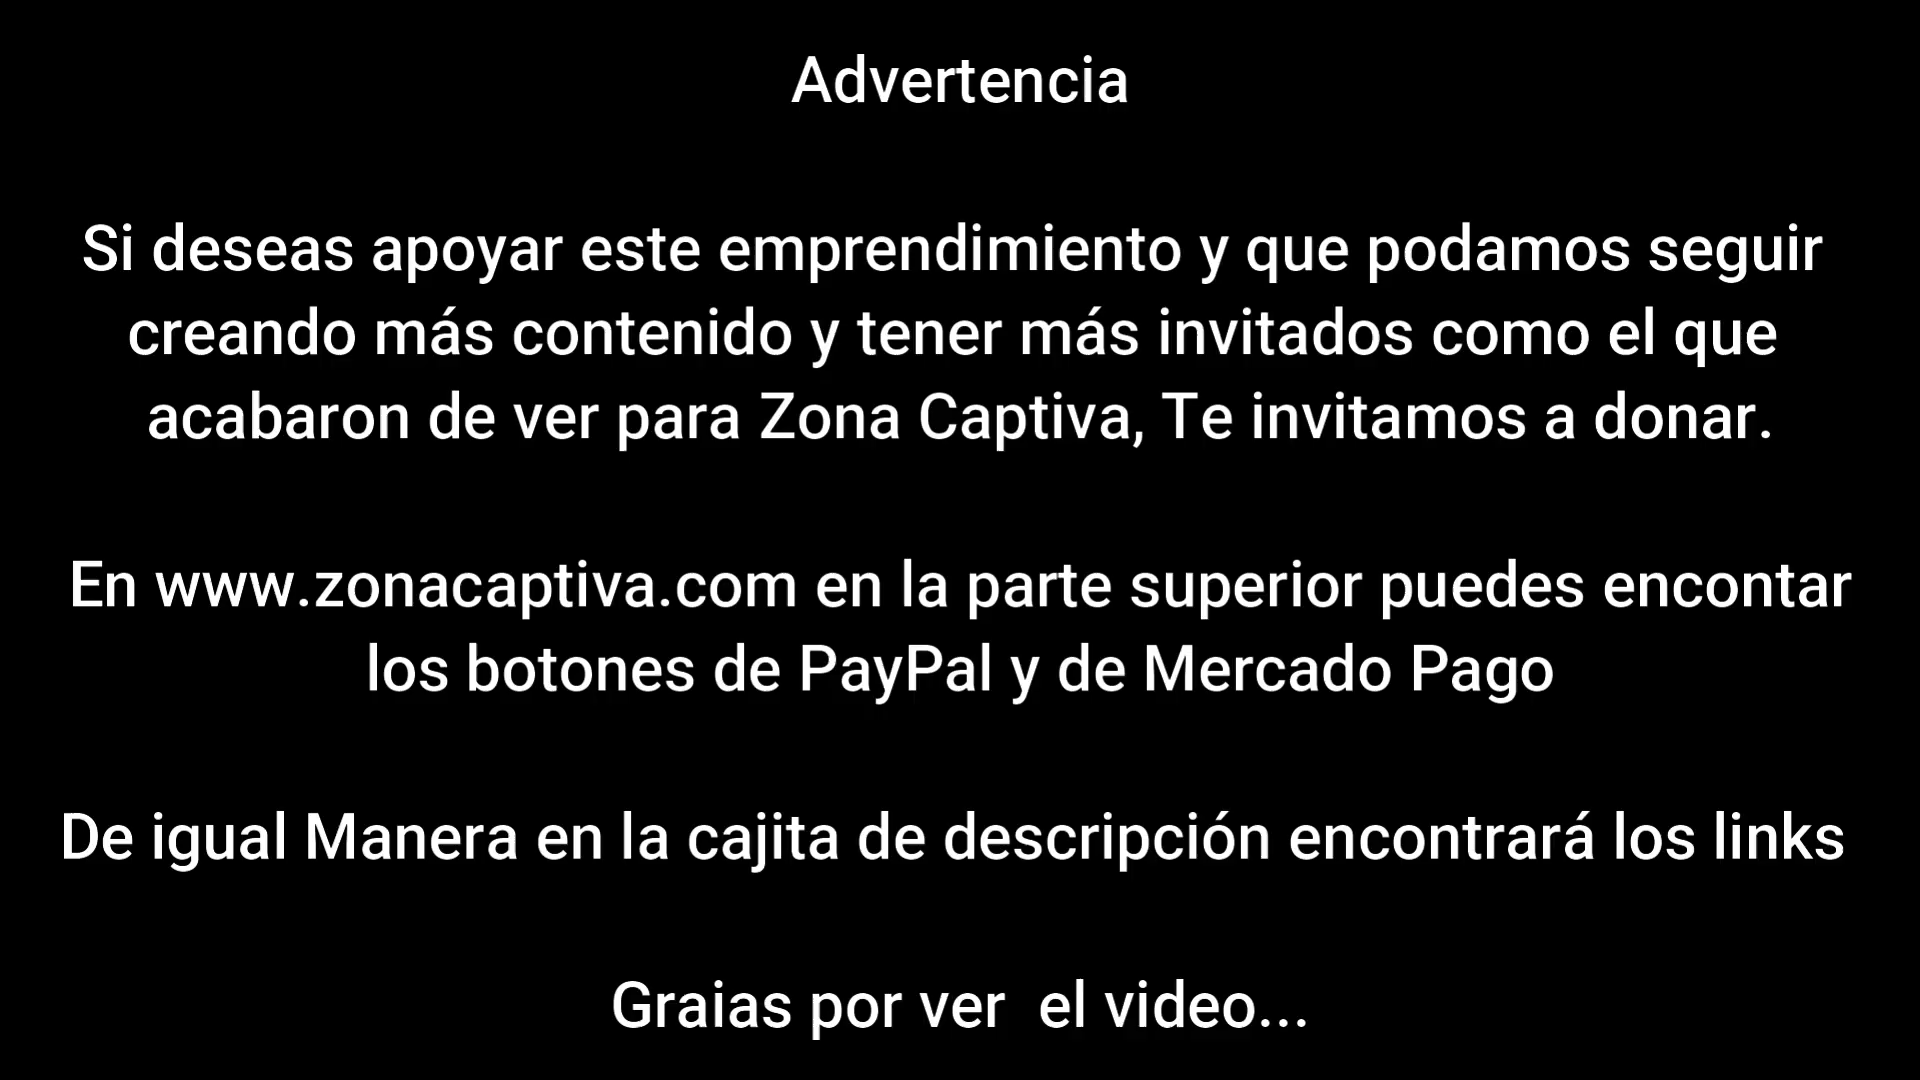 Advertencia
Si deseas apoyar este emprendimiento y que podamos seguir
creando más contenido y tener más invitados como el que
acabaron de ver para Zona Captiva, Te invitamos a donar.
En www.zonacaptiva.com en la parte superior puedes encontar
los botones de PayPal y de Mercado Pago
De igual Manera en la cajita de descripción encontrará los links
Graias por ver  el video...